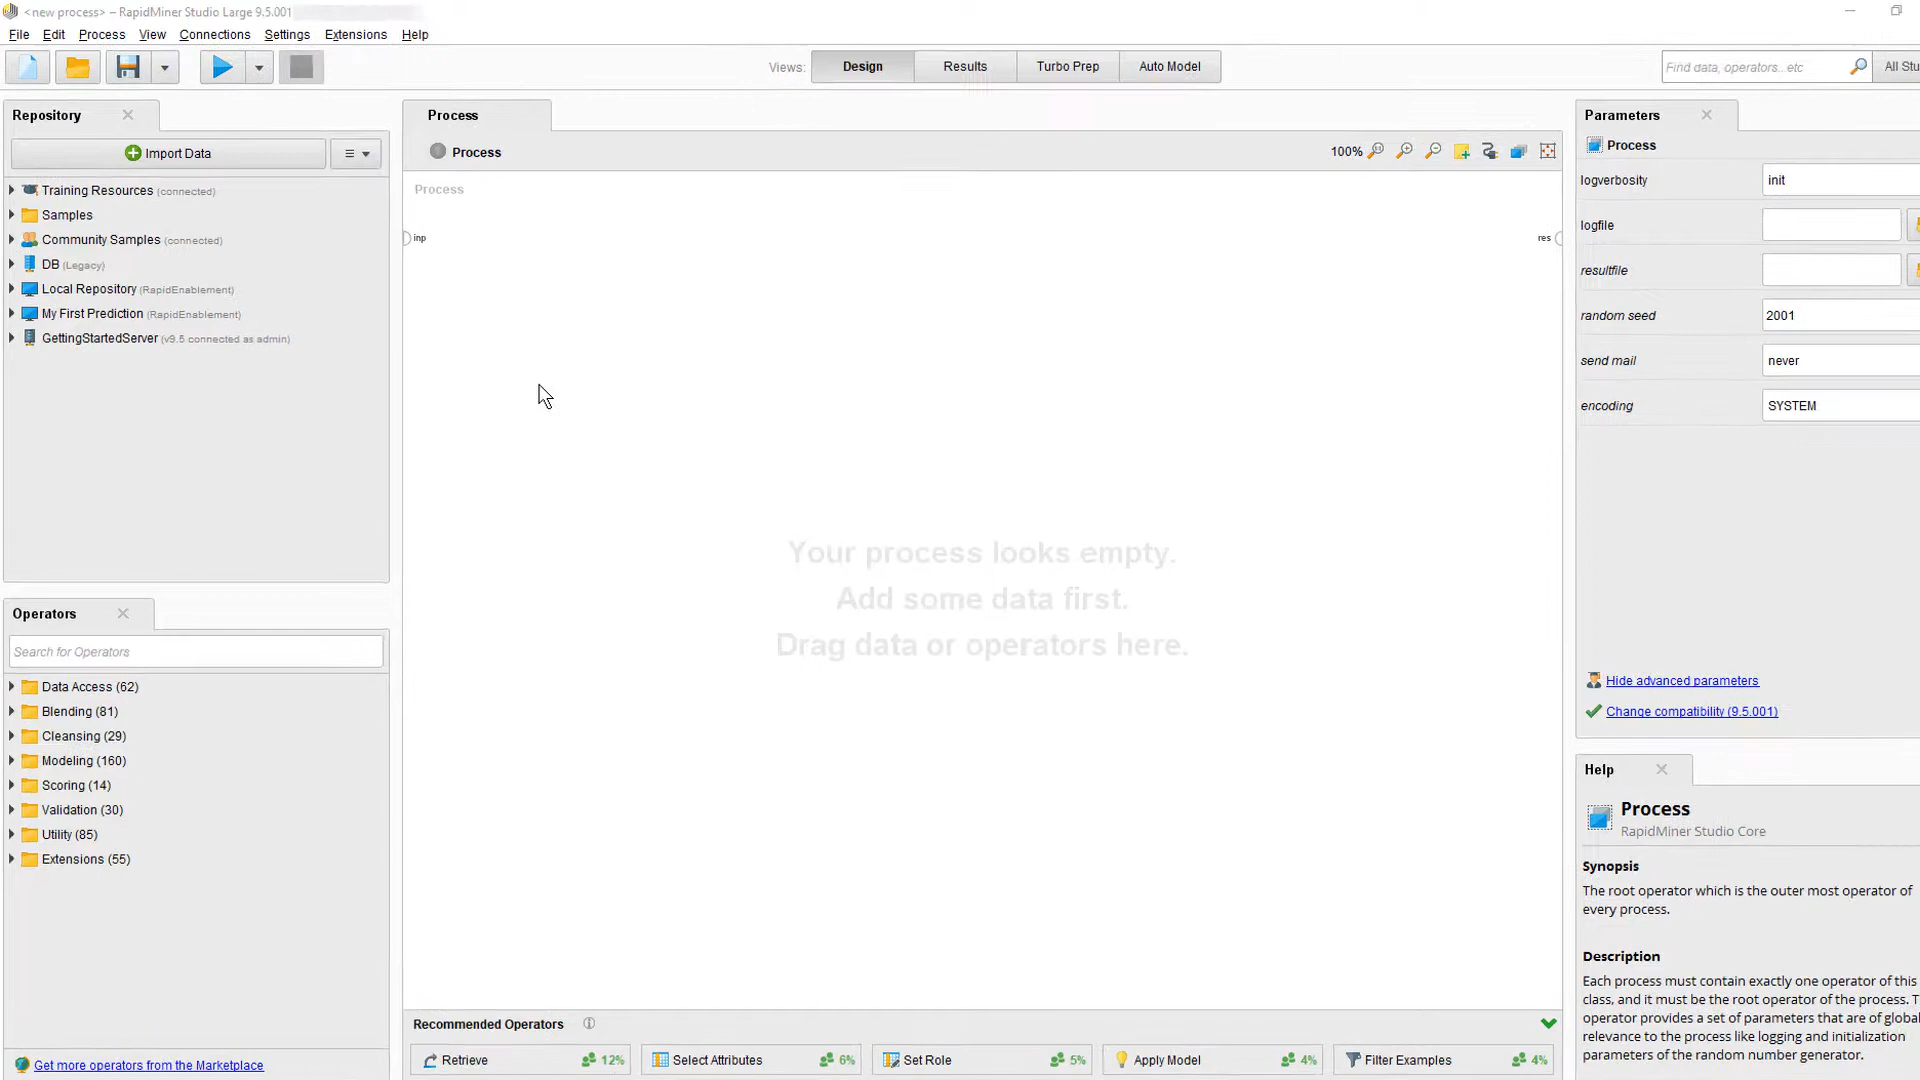 <new process> – RapidMiner Studio Large 9.5.001
File Edit Process View Connections Settings Extensions Help
Views: Design Results Turbo Prep Auto Model
Find data, operators...etc
All Stu
Repository
Import Data
Training Resources (connected)
Samples
Community Samples (connected)
DB (Legacy)
Local Repository (RapidEnablement)
My First Prediction (RapidEnablement)
GettingStartedServer (v9.5 connected as admin)
Operators
Search for Operators
Data Access (62)
Blending (81)
Cleansing (29)
Modeling (160)
Scoring (14)
Validation (30)
Utility (85)
Extensions (55)
Get more operators from the Marketplace
Process
Process
100%
Process
inp
res
Your process looks empty.
Add some data first.
Drag data or operators here.
Recommended Operators
Retrieve 12%
Select Attributes 6%
Set Role 5%
Apply Model 4%
Filter Examples 4%
Parameters
Process
logverbosity init
logfile
resultfile
random seed 2001
send mail never
encoding SYSTEM
Hide advanced parameters
Change compatibility (9.5.001)
Help
Process
RapidMiner Studio Core
Synopsis
The root operator which is the outer most operator of
every process.
Description
Each process must contain exactly one operator of this
class, and it must be the root operator of the process. T
operator provides a set of parameters that are of global
relevance to the process like logging and initialization
parameters of the random number generator.